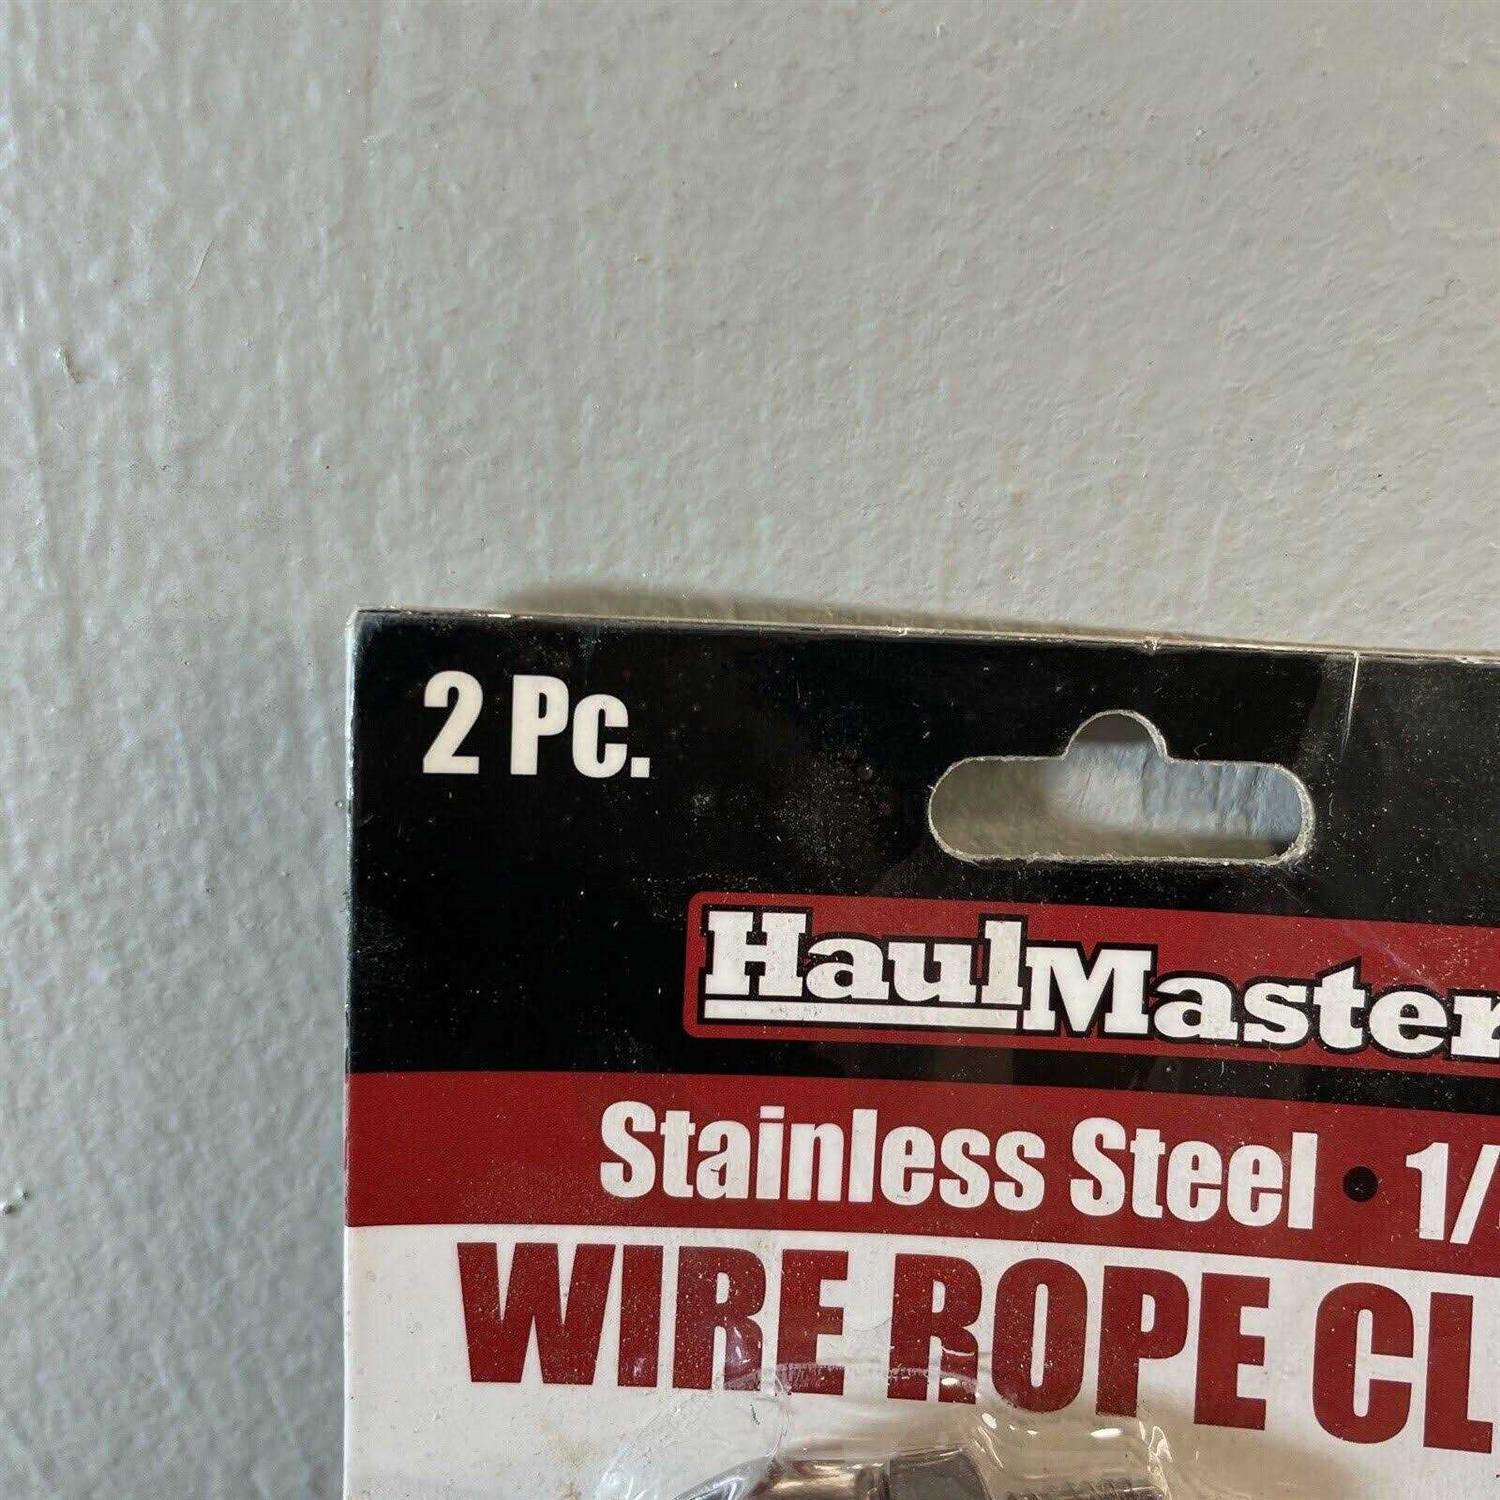 2 Pc.
HaulMaster
Stainless Steel • 1/
WIRE ROPE CL